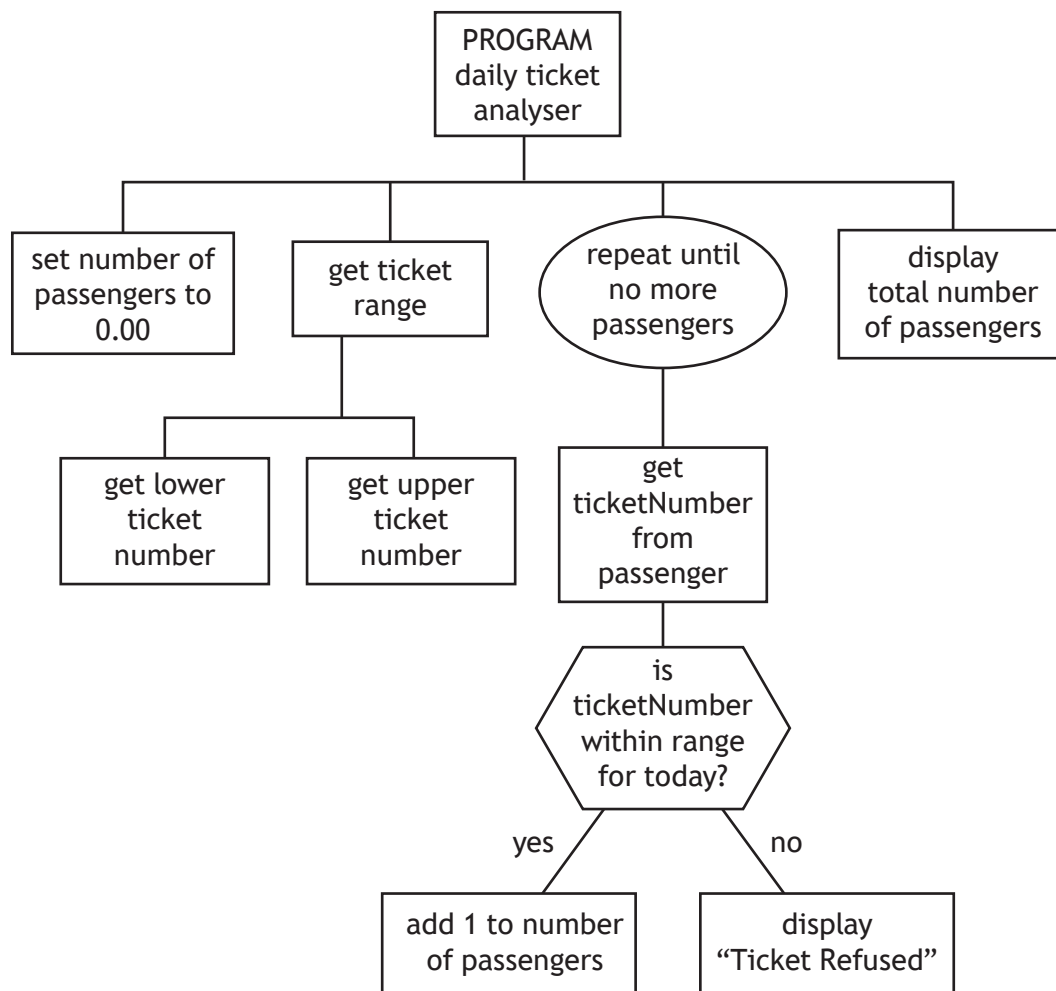 PROGRAM
daily ticket
analyser
set number of
passengers to
0.00
get ticket
range
repeat until
no more
passengers
display
total number
of passengers
get lower
ticket
number
get upper
ticket
number
get
ticketNumber
from
passenger
is
ticketNumber
within range
for today?
yes
no
add 1 to number
of passengers
display
“Ticket Refused”